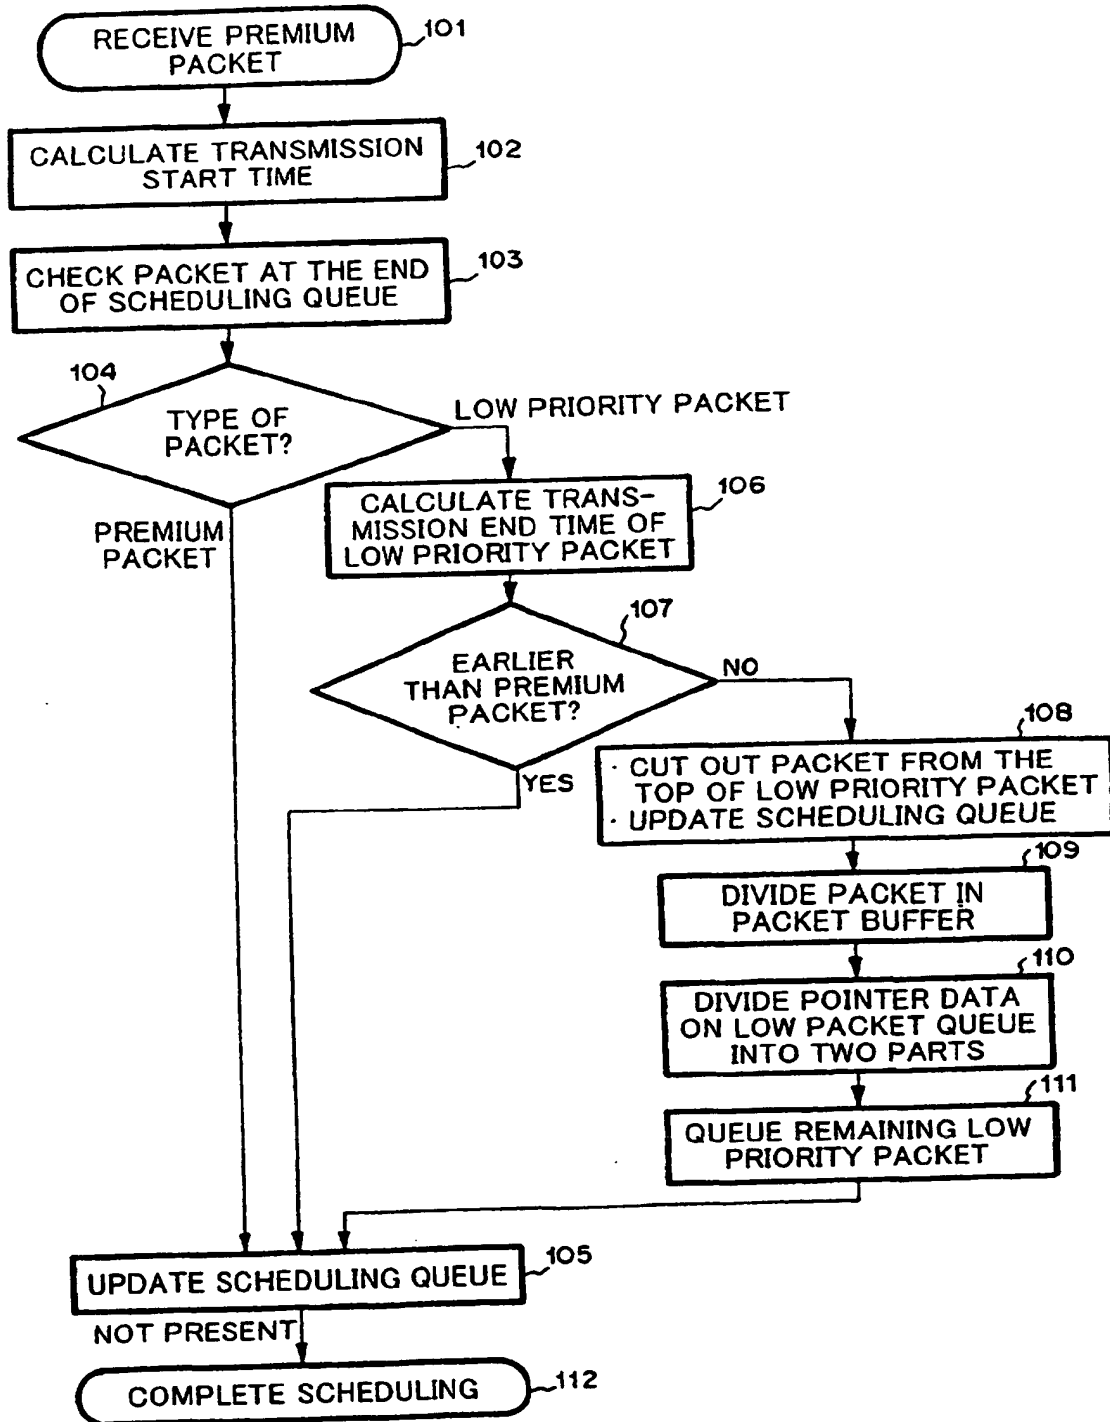 RECEIVE PREMIUM
PACKET
101
CALCULATE TRANSMISSION
START TIME
102
CHECK PACKET AT THE END
OF SCHEDULING QUEUE
103
104
TYPE OF
PACKET?
LOW PRIORITY PACKET
PREMIUM
PACKET
CALCULATE TRANS-
MISSION END TIME OF
LOW PRIORITY PACKET
106
107
EARLIER
THAN PREMIUM
PACKET?
NO
YES
108
· CUT OUT PACKET FROM THE
TOP OF LOW PRIORITY PACKET
· UPDATE SCHEDULING QUEUE
109
DIVIDE PACKET IN
PACKET BUFFER
110
DIVIDE POINTER DATA
ON LOW PACKET QUEUE
INTO TWO PARTS
111
QUEUE REMAINING LOW
PRIORITY PACKET
UPDATE SCHEDULING QUEUE
105
NOT PRESENT
COMPLETE SCHEDULING
112